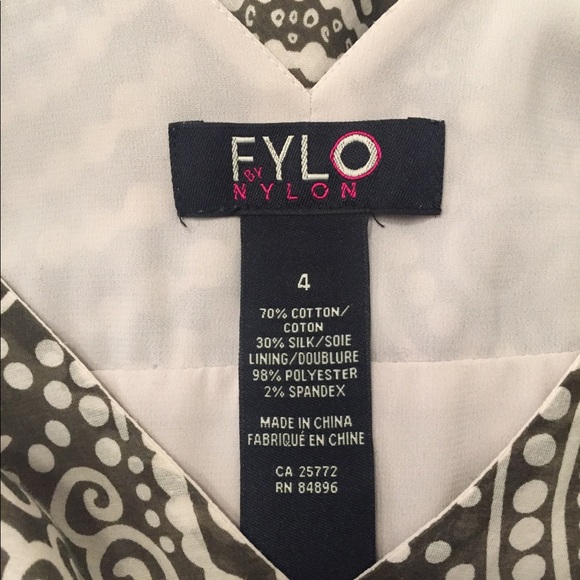 FYLO
BY
NYLON
4
70% COTTON/
COTON
30% SILK/SOIE
LINING/DOUBLURE
98% POLYESTER
2% SPANDEX
MADE IN CHINA
FABRIQUÉ EN CHINE
CA 25772
RN 84896